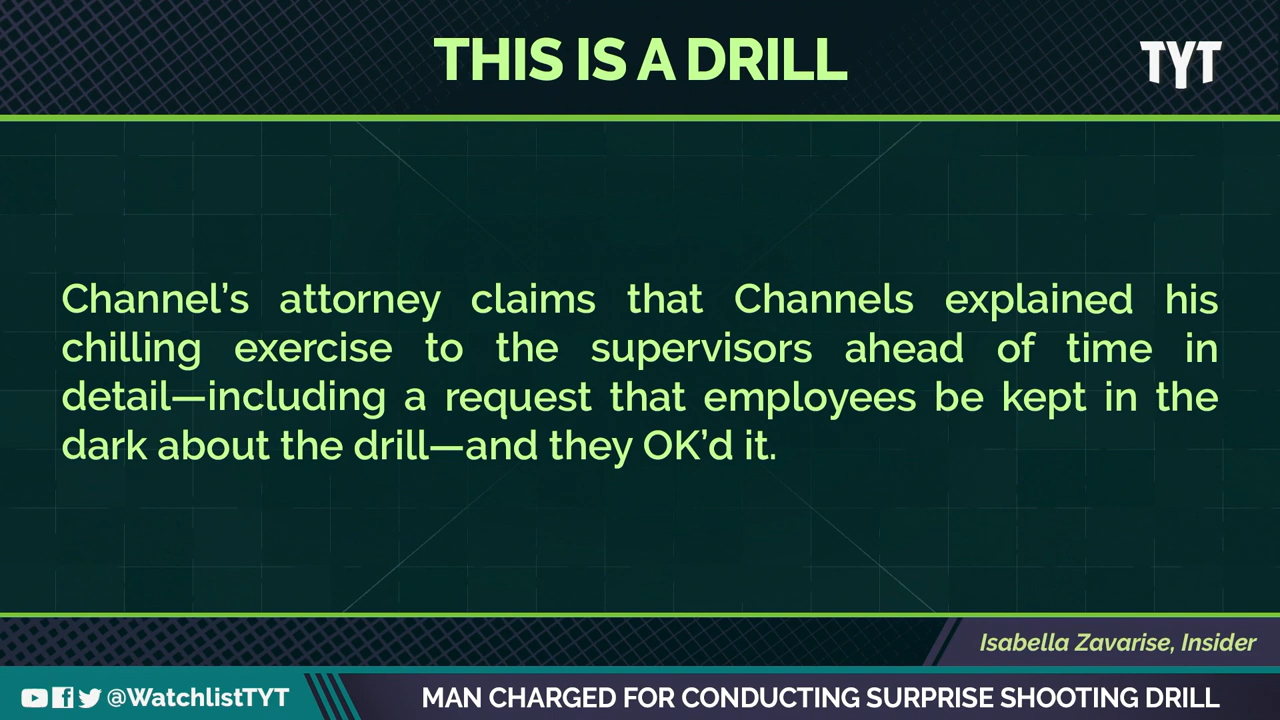 THIS IS A DRILL
TYT
Channel’s attorney claims that Channels explained his
chilling exercise to the supervisors ahead of time in
detail—including a request that employees be kept in the
dark about the drill—and they OK’d it.
Isabella Zavarise, Insider
@WatchlistTYT
MAN CHARGED FOR CONDUCTING SURPRISE SHOOTING DRILL